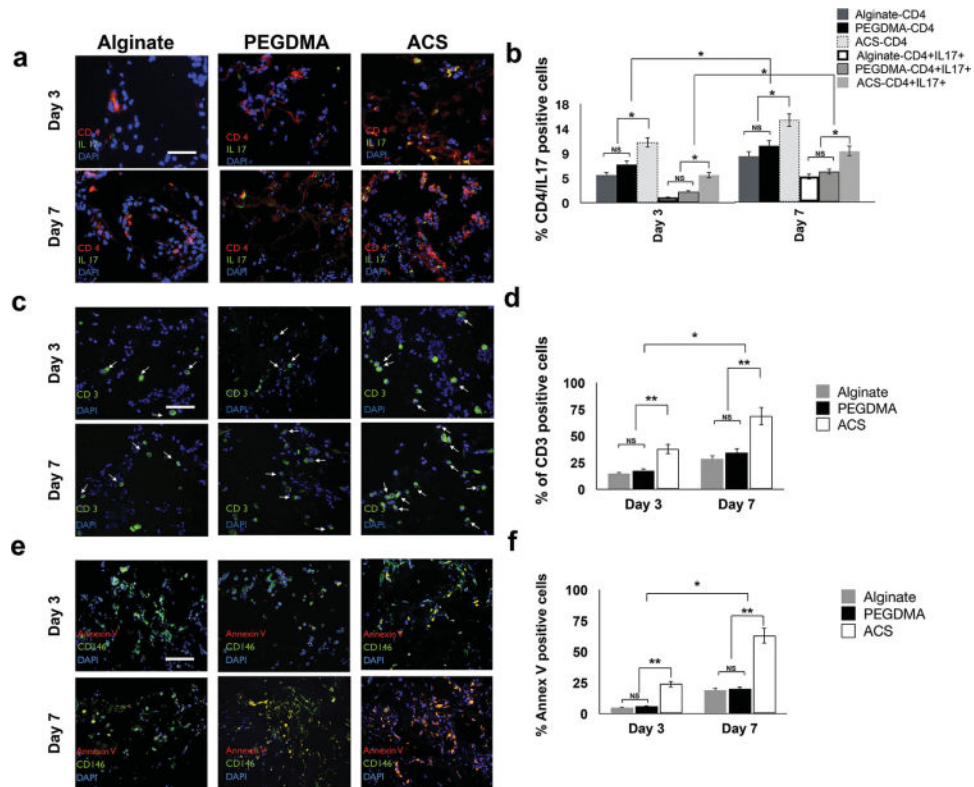 Alginate PEGDMA ACS
a
Day 3
CD 4
IL 17
DAPI
CD 4
IL 17
DAPI
CD 4
IL 17
DAPI
Day 7
CD 4
IL 17
DAPI
CD 4
IL 17
DAPI
CD 4
IL 17
DAPI
b
Alginate-CD4
PEGDMA-CD4
ACS-CD4
Alginate-CD4+IL17+
PEGDMA-CD4+IL17+
ACS-CD4+IL17+
% CD4/IL17 positive cells
18
14
9
5
0
*
*
*
NS
NS
*
*
NS
NS
*
Day 3
Day 7
c
Day 3
CD 3
DAPI
CD 3
DAPI
CD 3
DAPI
Day 7
CD 3
DAPI
CD 3
DAPI
CD 3
DAPI
d
% of CD3 positive cells
100
75
50
25
0
*
**
NS
**
NS
Day 3
Day 7
Alginate
PEGDMA
ACS
e
Day 3
Annexin V
CD146
DAPI
Annexin V
CD146
DAPI
Annexin V
CD146
DAPI
Day 7
Annexin V
CD146
DAPI
Annexin V
CD146
DAPI
Annexin V
CD146
DAPI
f
% Annex V positive cells
100
75
50
25
0
*
**
NS
**
NS
Day 3
Day 7
Alginate
PEGDMA
ACS